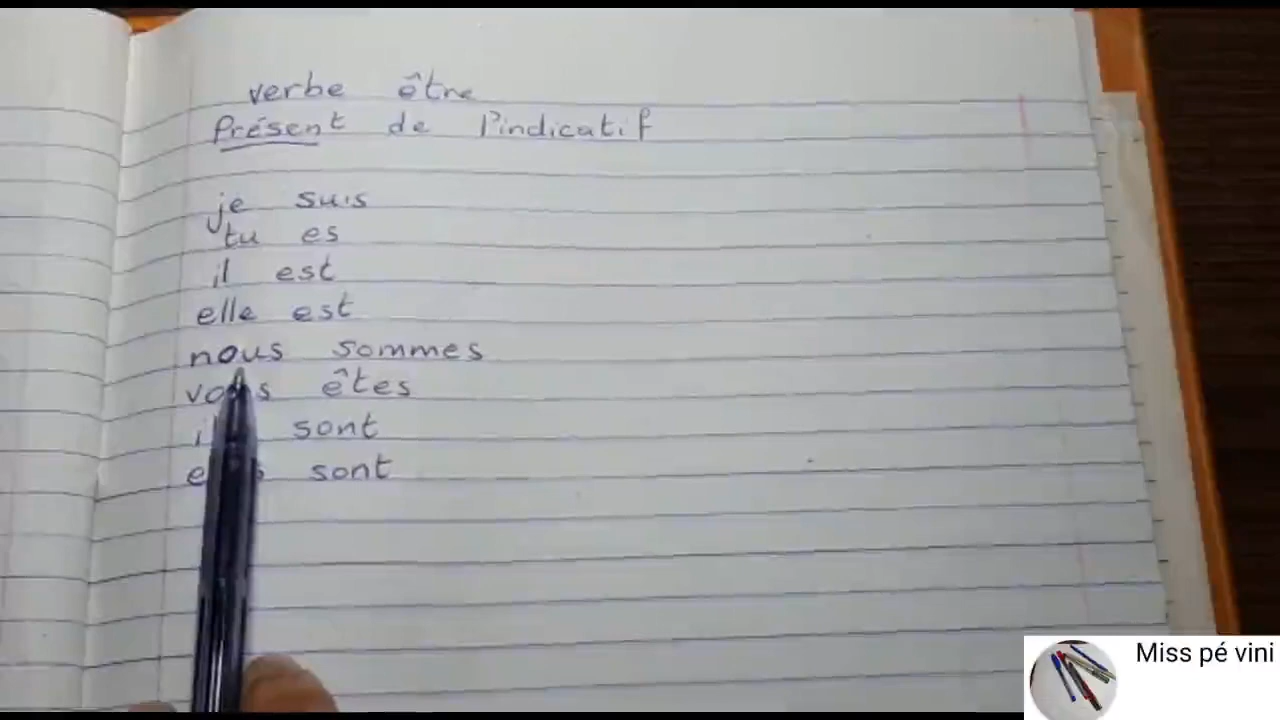 verbe être
Présent de l'indicatif
je suis
tu es
il est
elle est
nous sommes
vous êtes
sont
sont
Miss pé vini